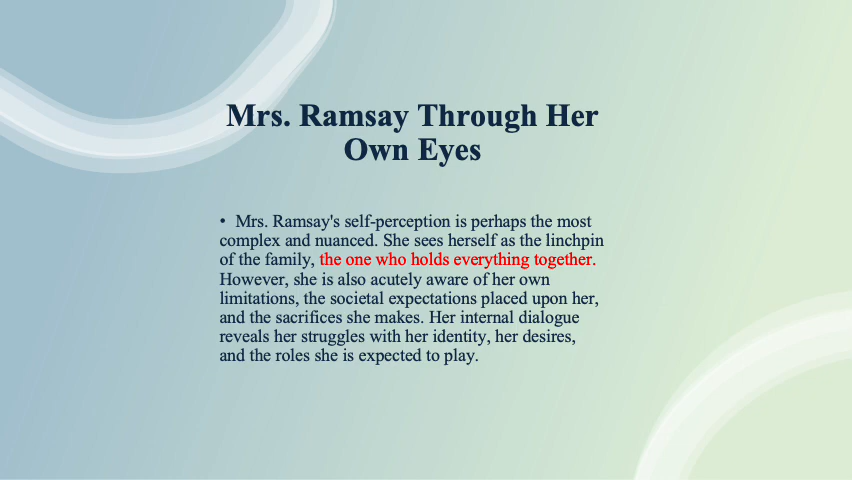 Mrs. Ramsay Through Her
Own Eyes
• Mrs. Ramsay's self-perception is perhaps the most
complex and nuanced. She sees herself as the linchpin
of the family, the one who holds everything together.
However, she is also acutely aware of her own
limitations, the societal expectations placed upon her,
and the sacrifices she makes. Her internal dialogue
reveals her struggles with her identity, her desires,
and the roles she is expected to play.